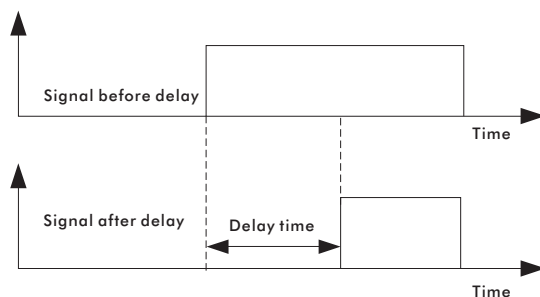 Signal before delay
Time
Signal after delay
Delay time
Time